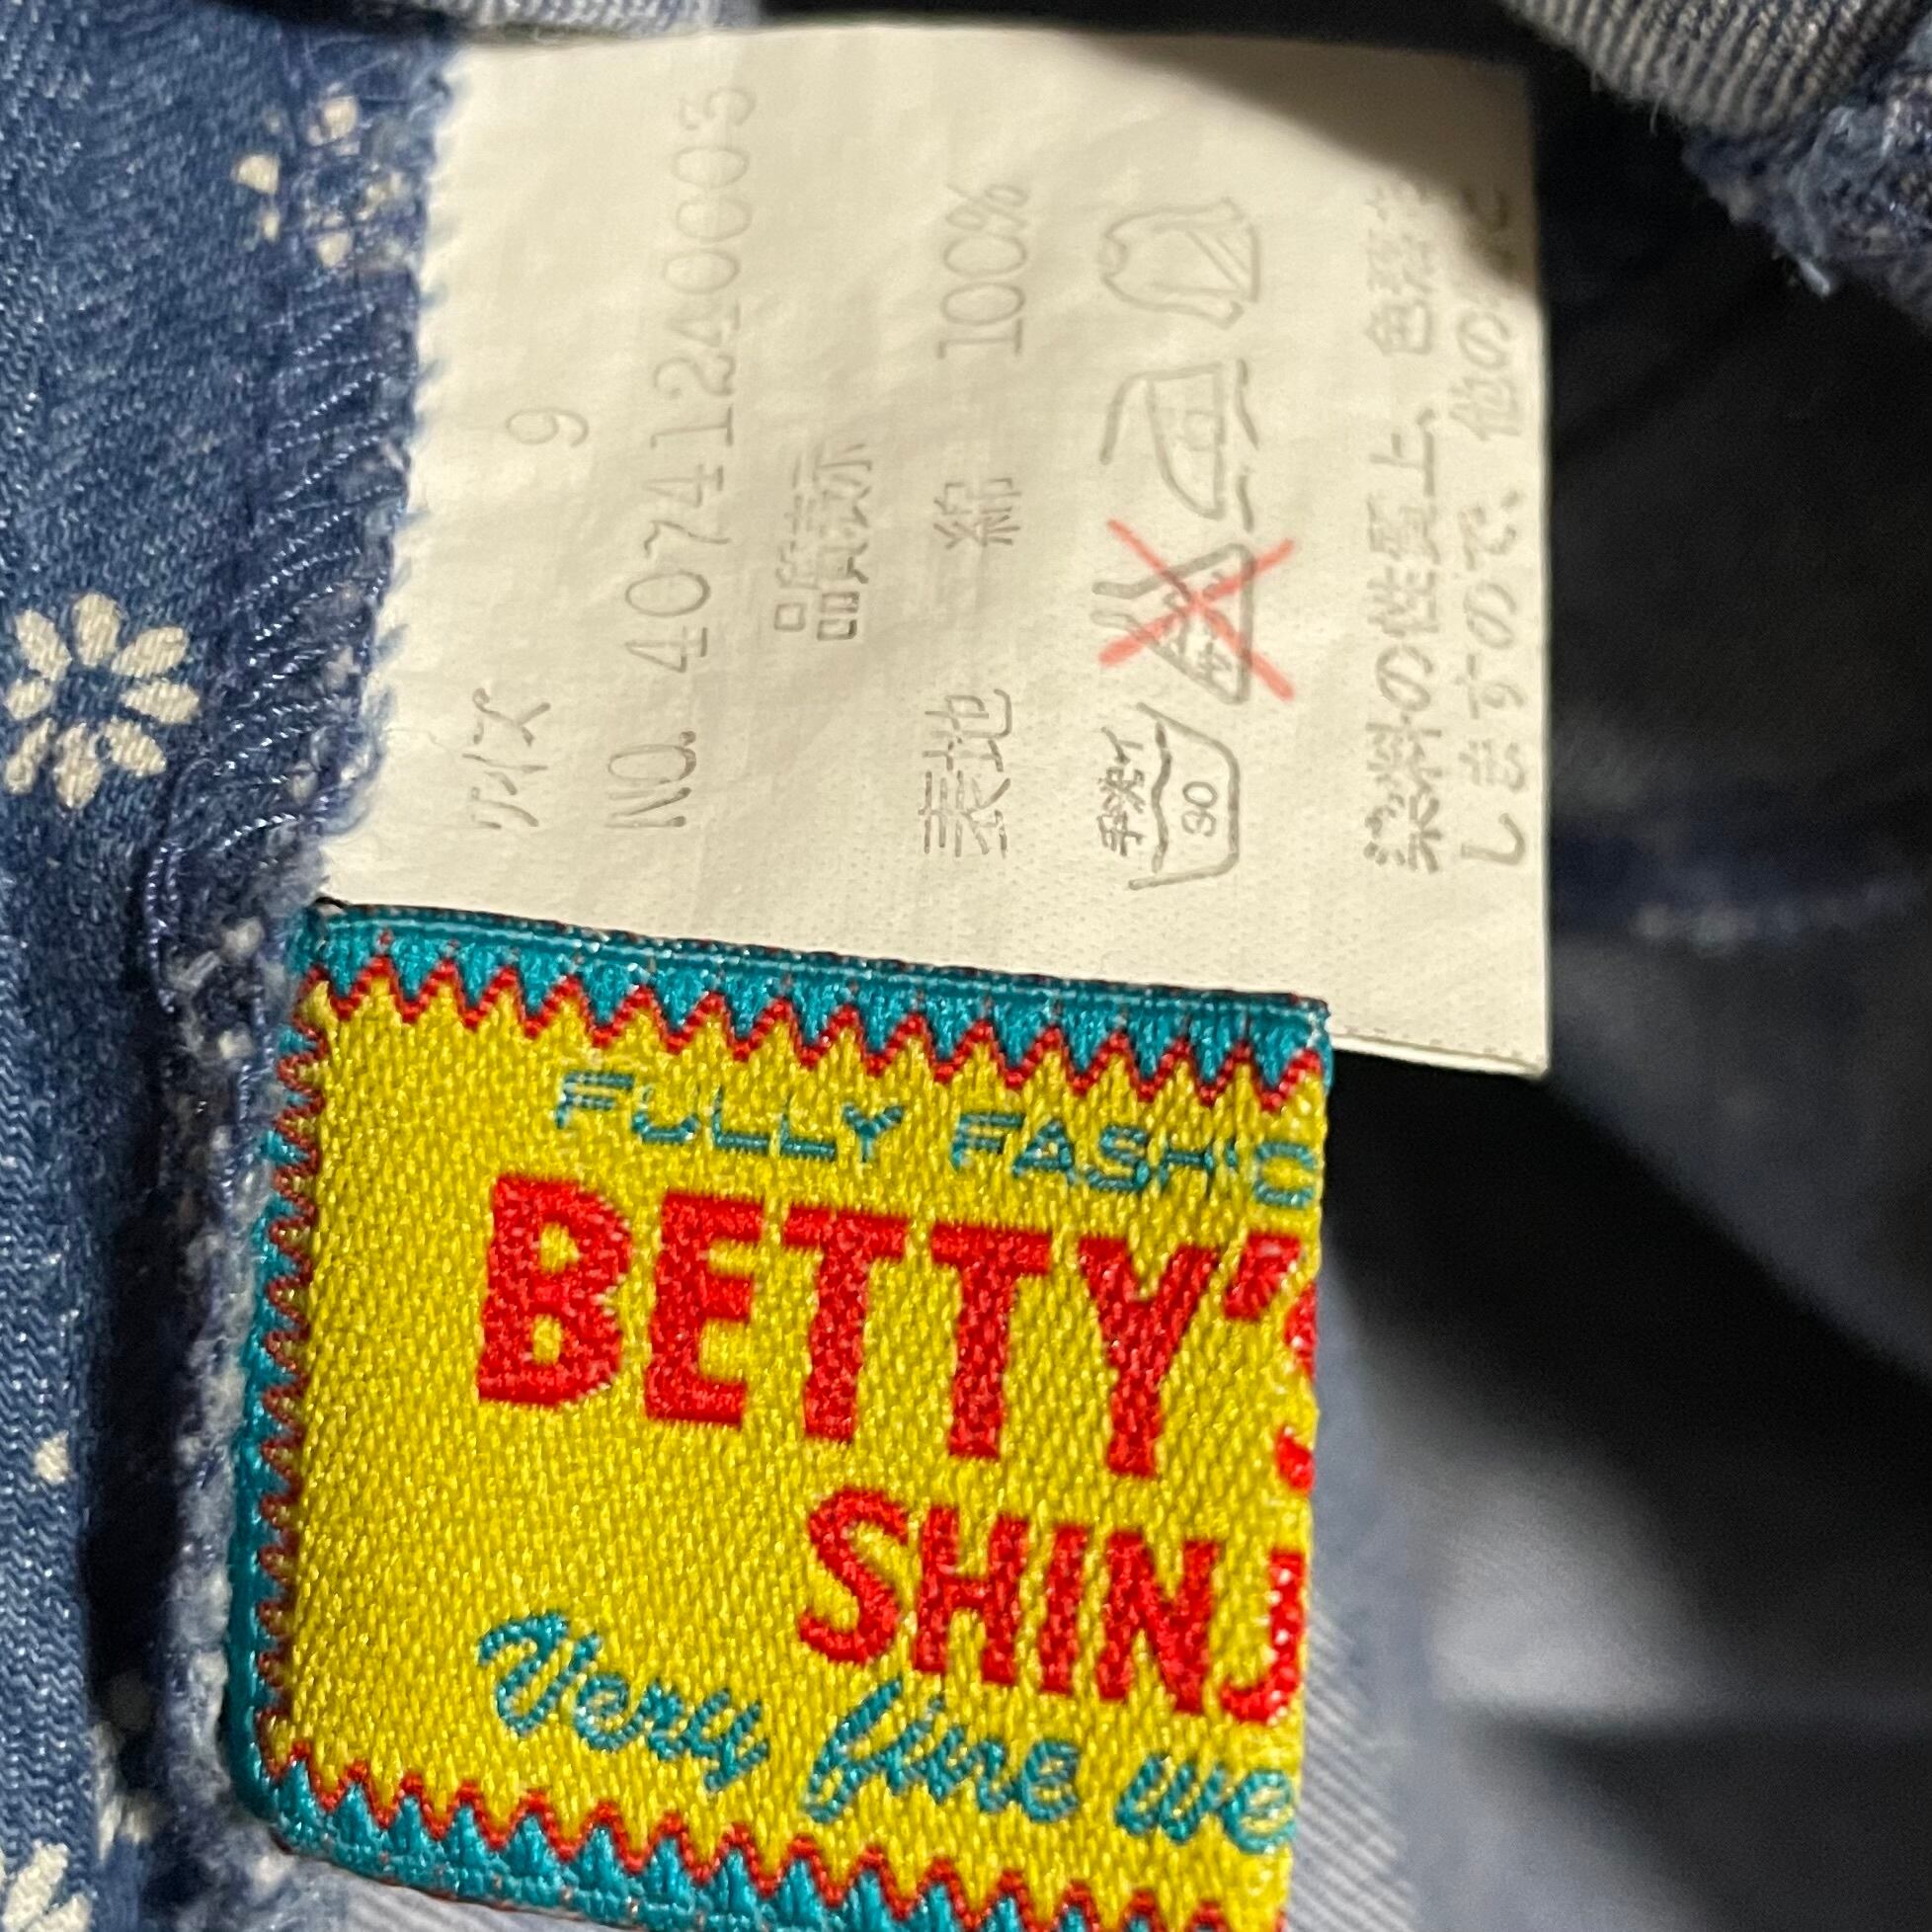 サイズ 9
NO. 40741240003
品質表示
表地 綿 100%
手洗イ 30
染料の性質上、色落
しますので、他の
FULLY FASHIO
BETTY'S
SHINJ
Very fine we